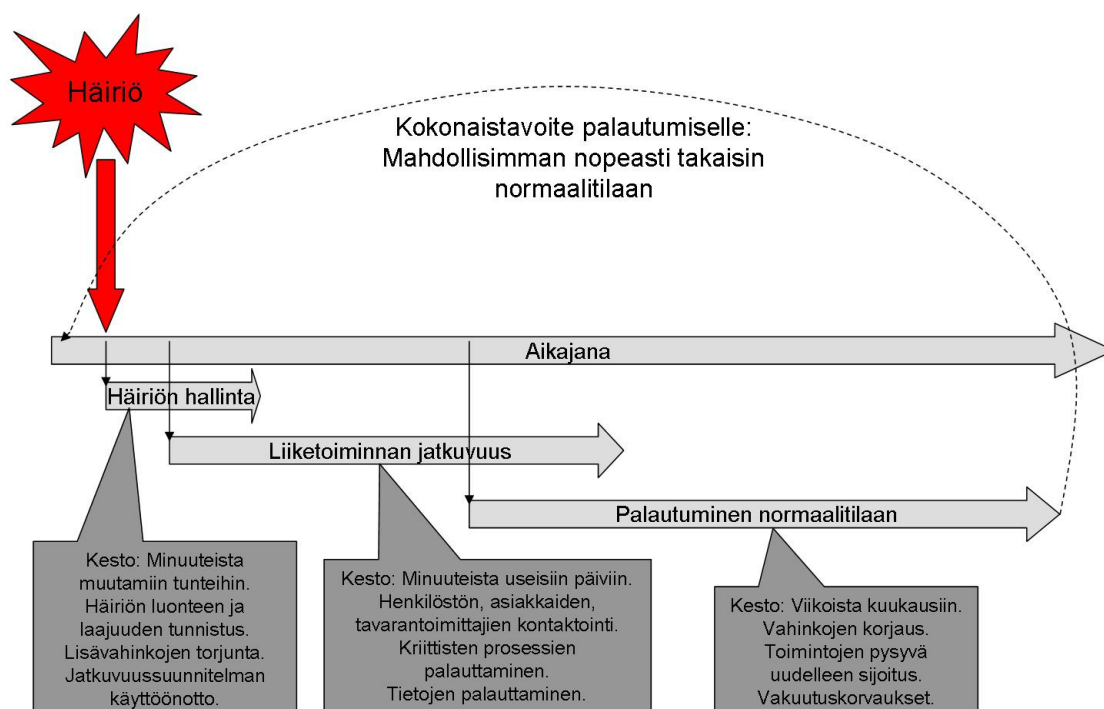 Häiriö
Kokonaistavoite palautumiselle:
Mahdollisimman nopeasti takaisin
normaalitilaan
Aikajana
Häiriön hallinta
Liiketoiminnan jatkuvuus
Palautuminen normaalitilaan
Kesto: Minuuteista
muutamiin tunteihin.
Häiriön luonteen ja
laajuuden tunnistus.
Lisävahinkojen torjunta.
Jatkuvuussuunnitelman
käyttöönotto.
Kesto: Minuuteista useisiin päiviin.
Henkilöstön, asiakkaiden,
tavarantoimittajien kontaktointi.
Kriittisten prosessien
palauttaminen.
Tietojen palauttaminen.
Kesto: Viikoista kuukausiin.
Vahinkojen korjaus.
Toimintojen pysyvä
uudelleen sijoitus.
Vakuutuskorvaukset.